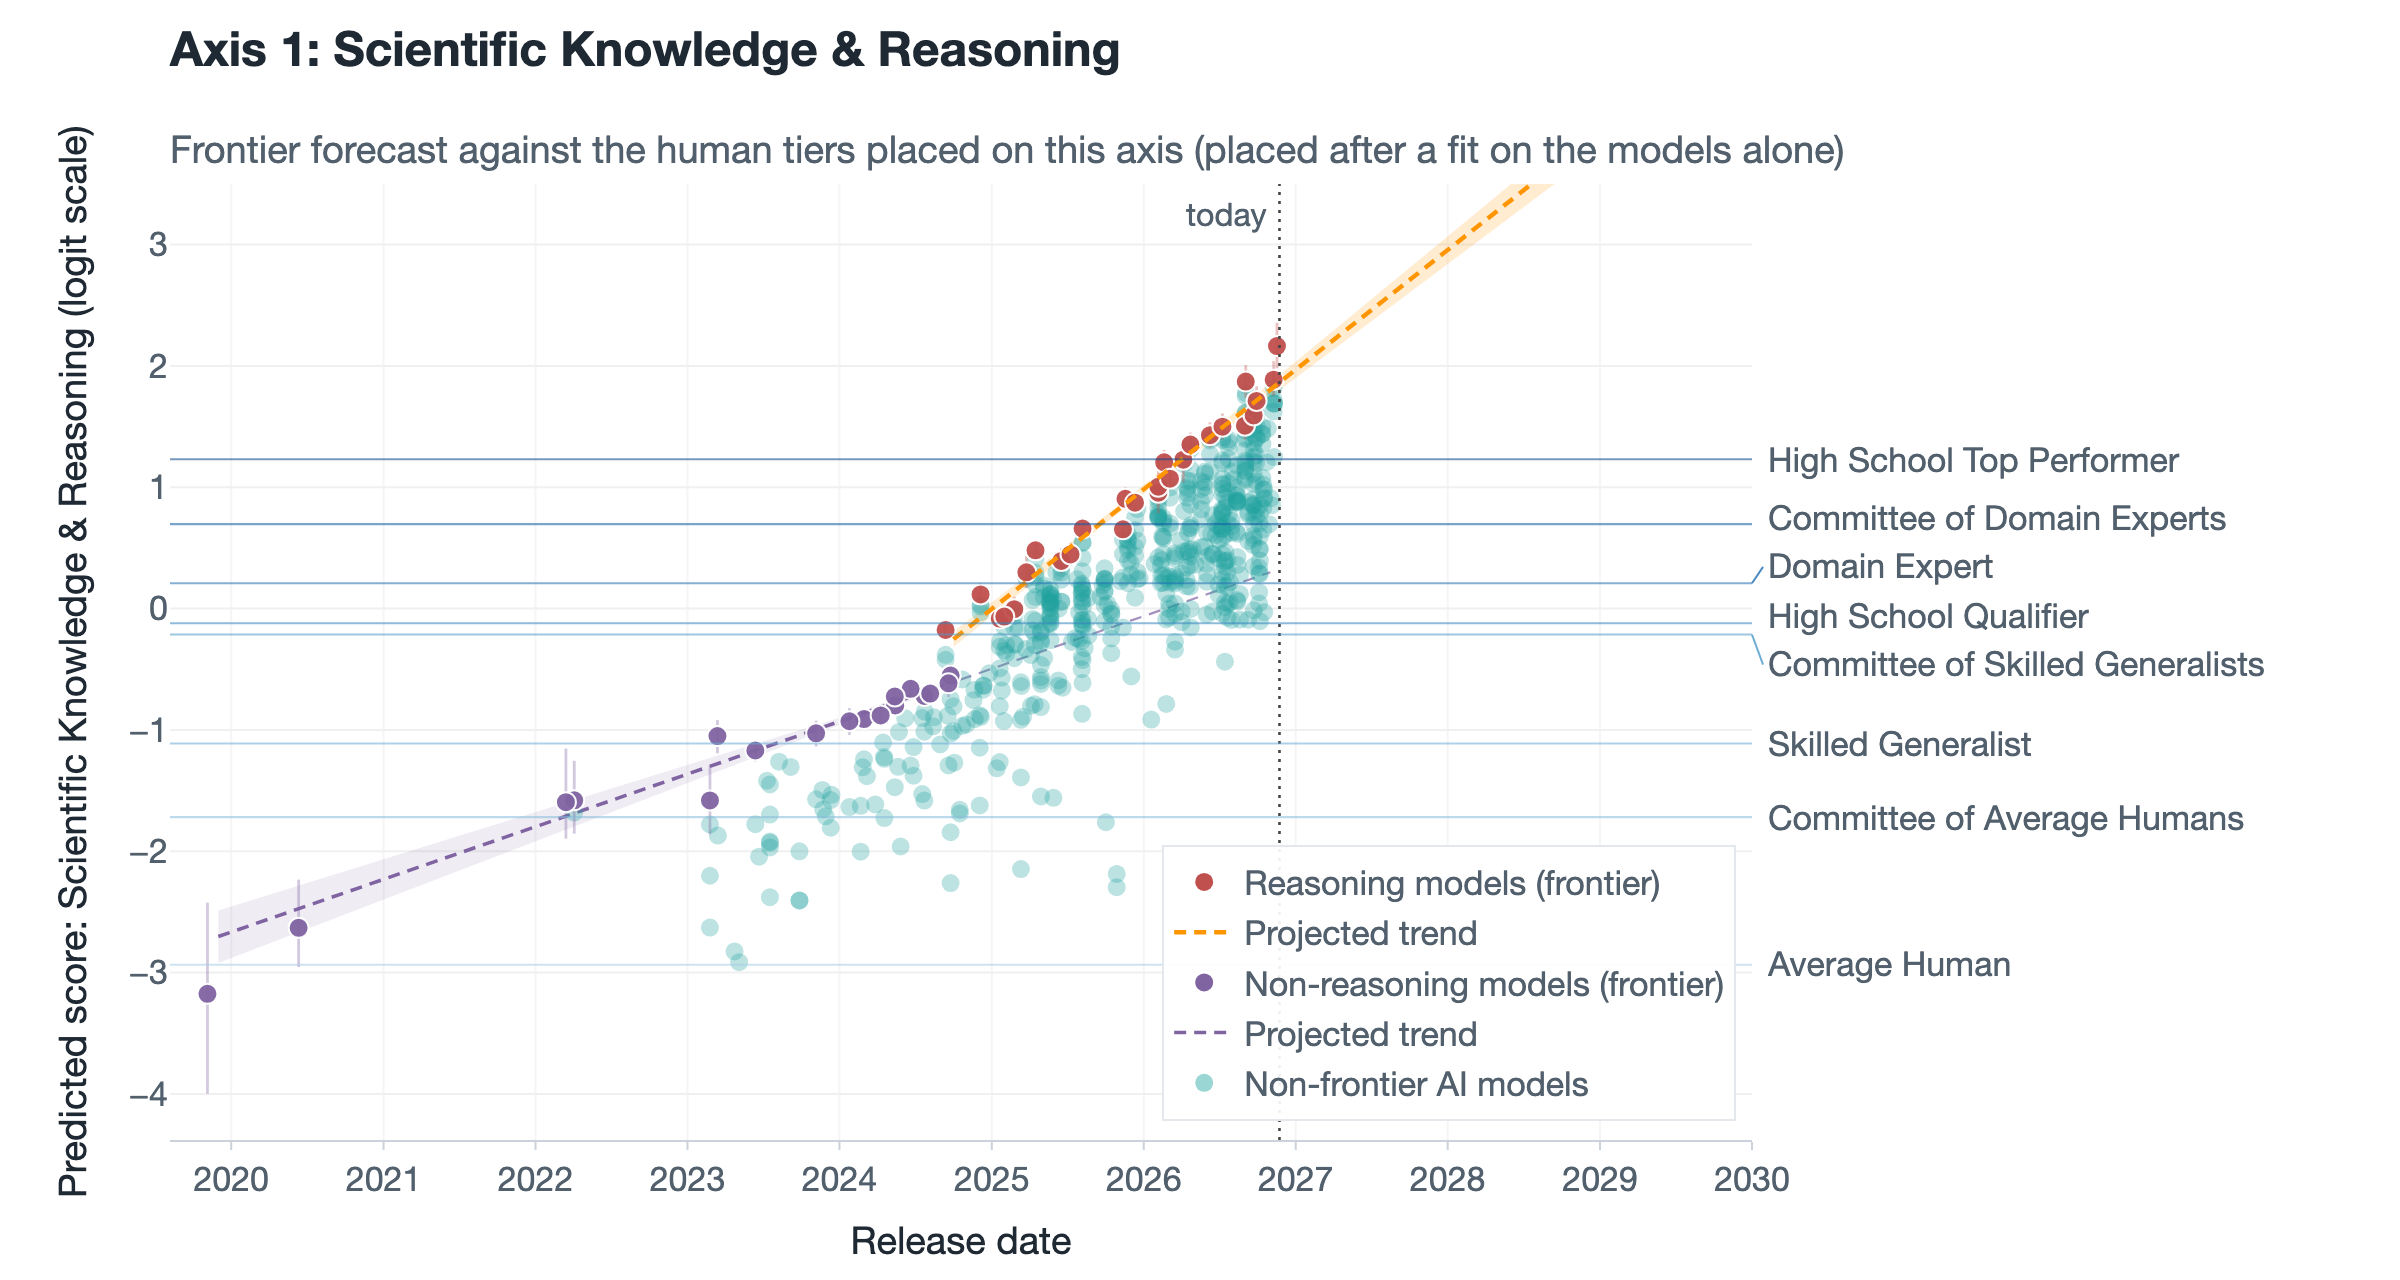 Axis 1: Scientific Knowledge & Reasoning
Frontier forecast against the human tiers placed on this axis (placed after a fit on the models alone)
Predicted score: Scientific Knowledge & Reasoning (logit scale)
today
3
2
1
0
−1
−2
−3
−4
High School Top Performer
Committee of Domain Experts
Domain Expert
High School Qualifier
Committee of Skilled Generalists
Skilled Generalist
Committee of Average Humans
Average Human
Reasoning models (frontier)
Projected trend
Non-reasoning models (frontier)
Projected trend
Non-frontier AI models
2020
2021
2022
2023
2024
2025
2026
2027
2028
2029
2030
Release date